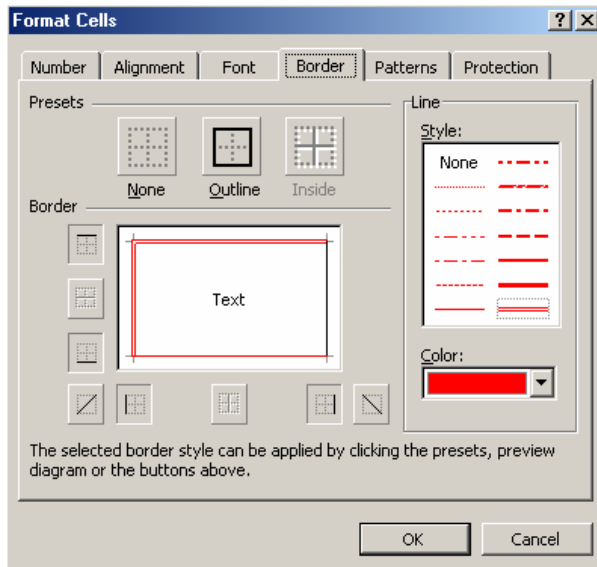 Format Cells
Number Alignment Font Border Patterns Protection
Presets
Line
Style:
None
None Outline Inside
Border
Text
Color:
The selected border style can be applied by clicking the presets, preview
diagram or the buttons above.
OK Cancel